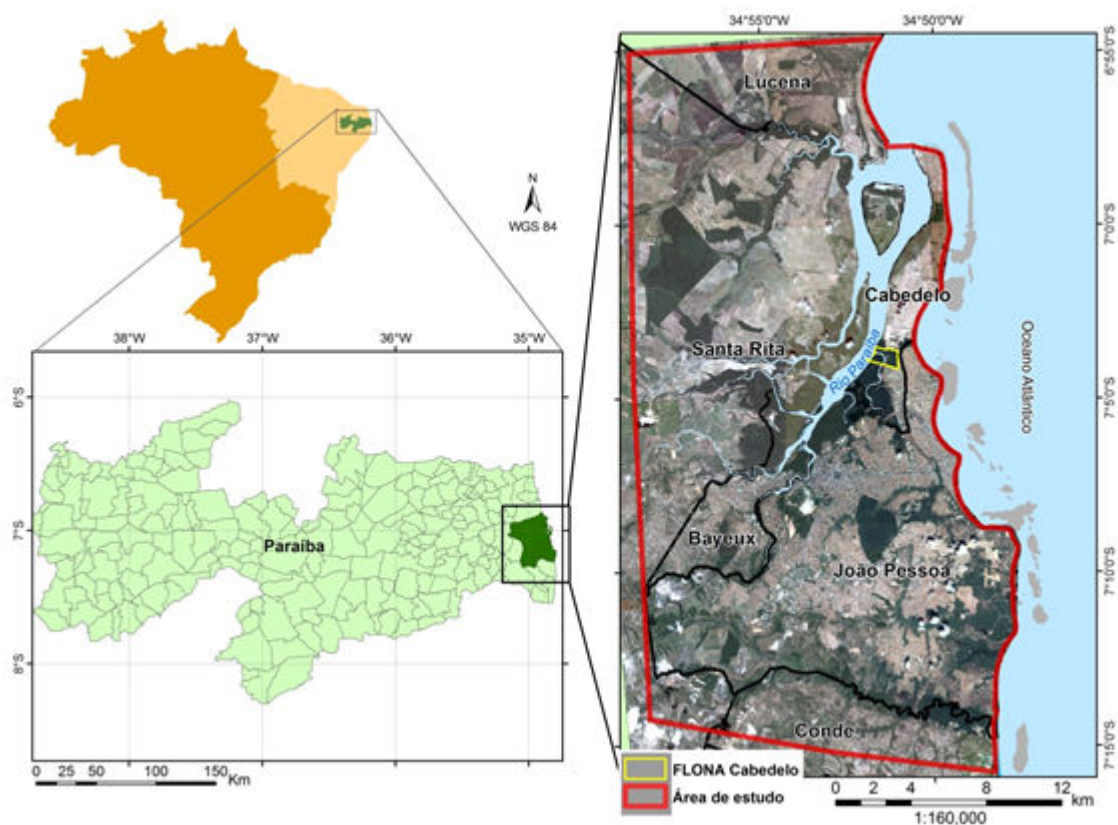 N
WGS 84
38°W
37°W
36°W
35°W
6°S
7°S
8°S
Paraíba
0 25 50 100 150
Km
34°55'0"W
34°50'0"W
6°55'0"S
7°0'0"S
7°5'0"S
7°10'0"S
7°15'0"S
Lucena
Cabedelo
Santa Rita
Rio Paraíba
Oceano Atlântico
Bayeux
João Pessoa
Conde
FLONA Cabedelo
Área de estudo
0 2 4 8 12
km
1:160,000